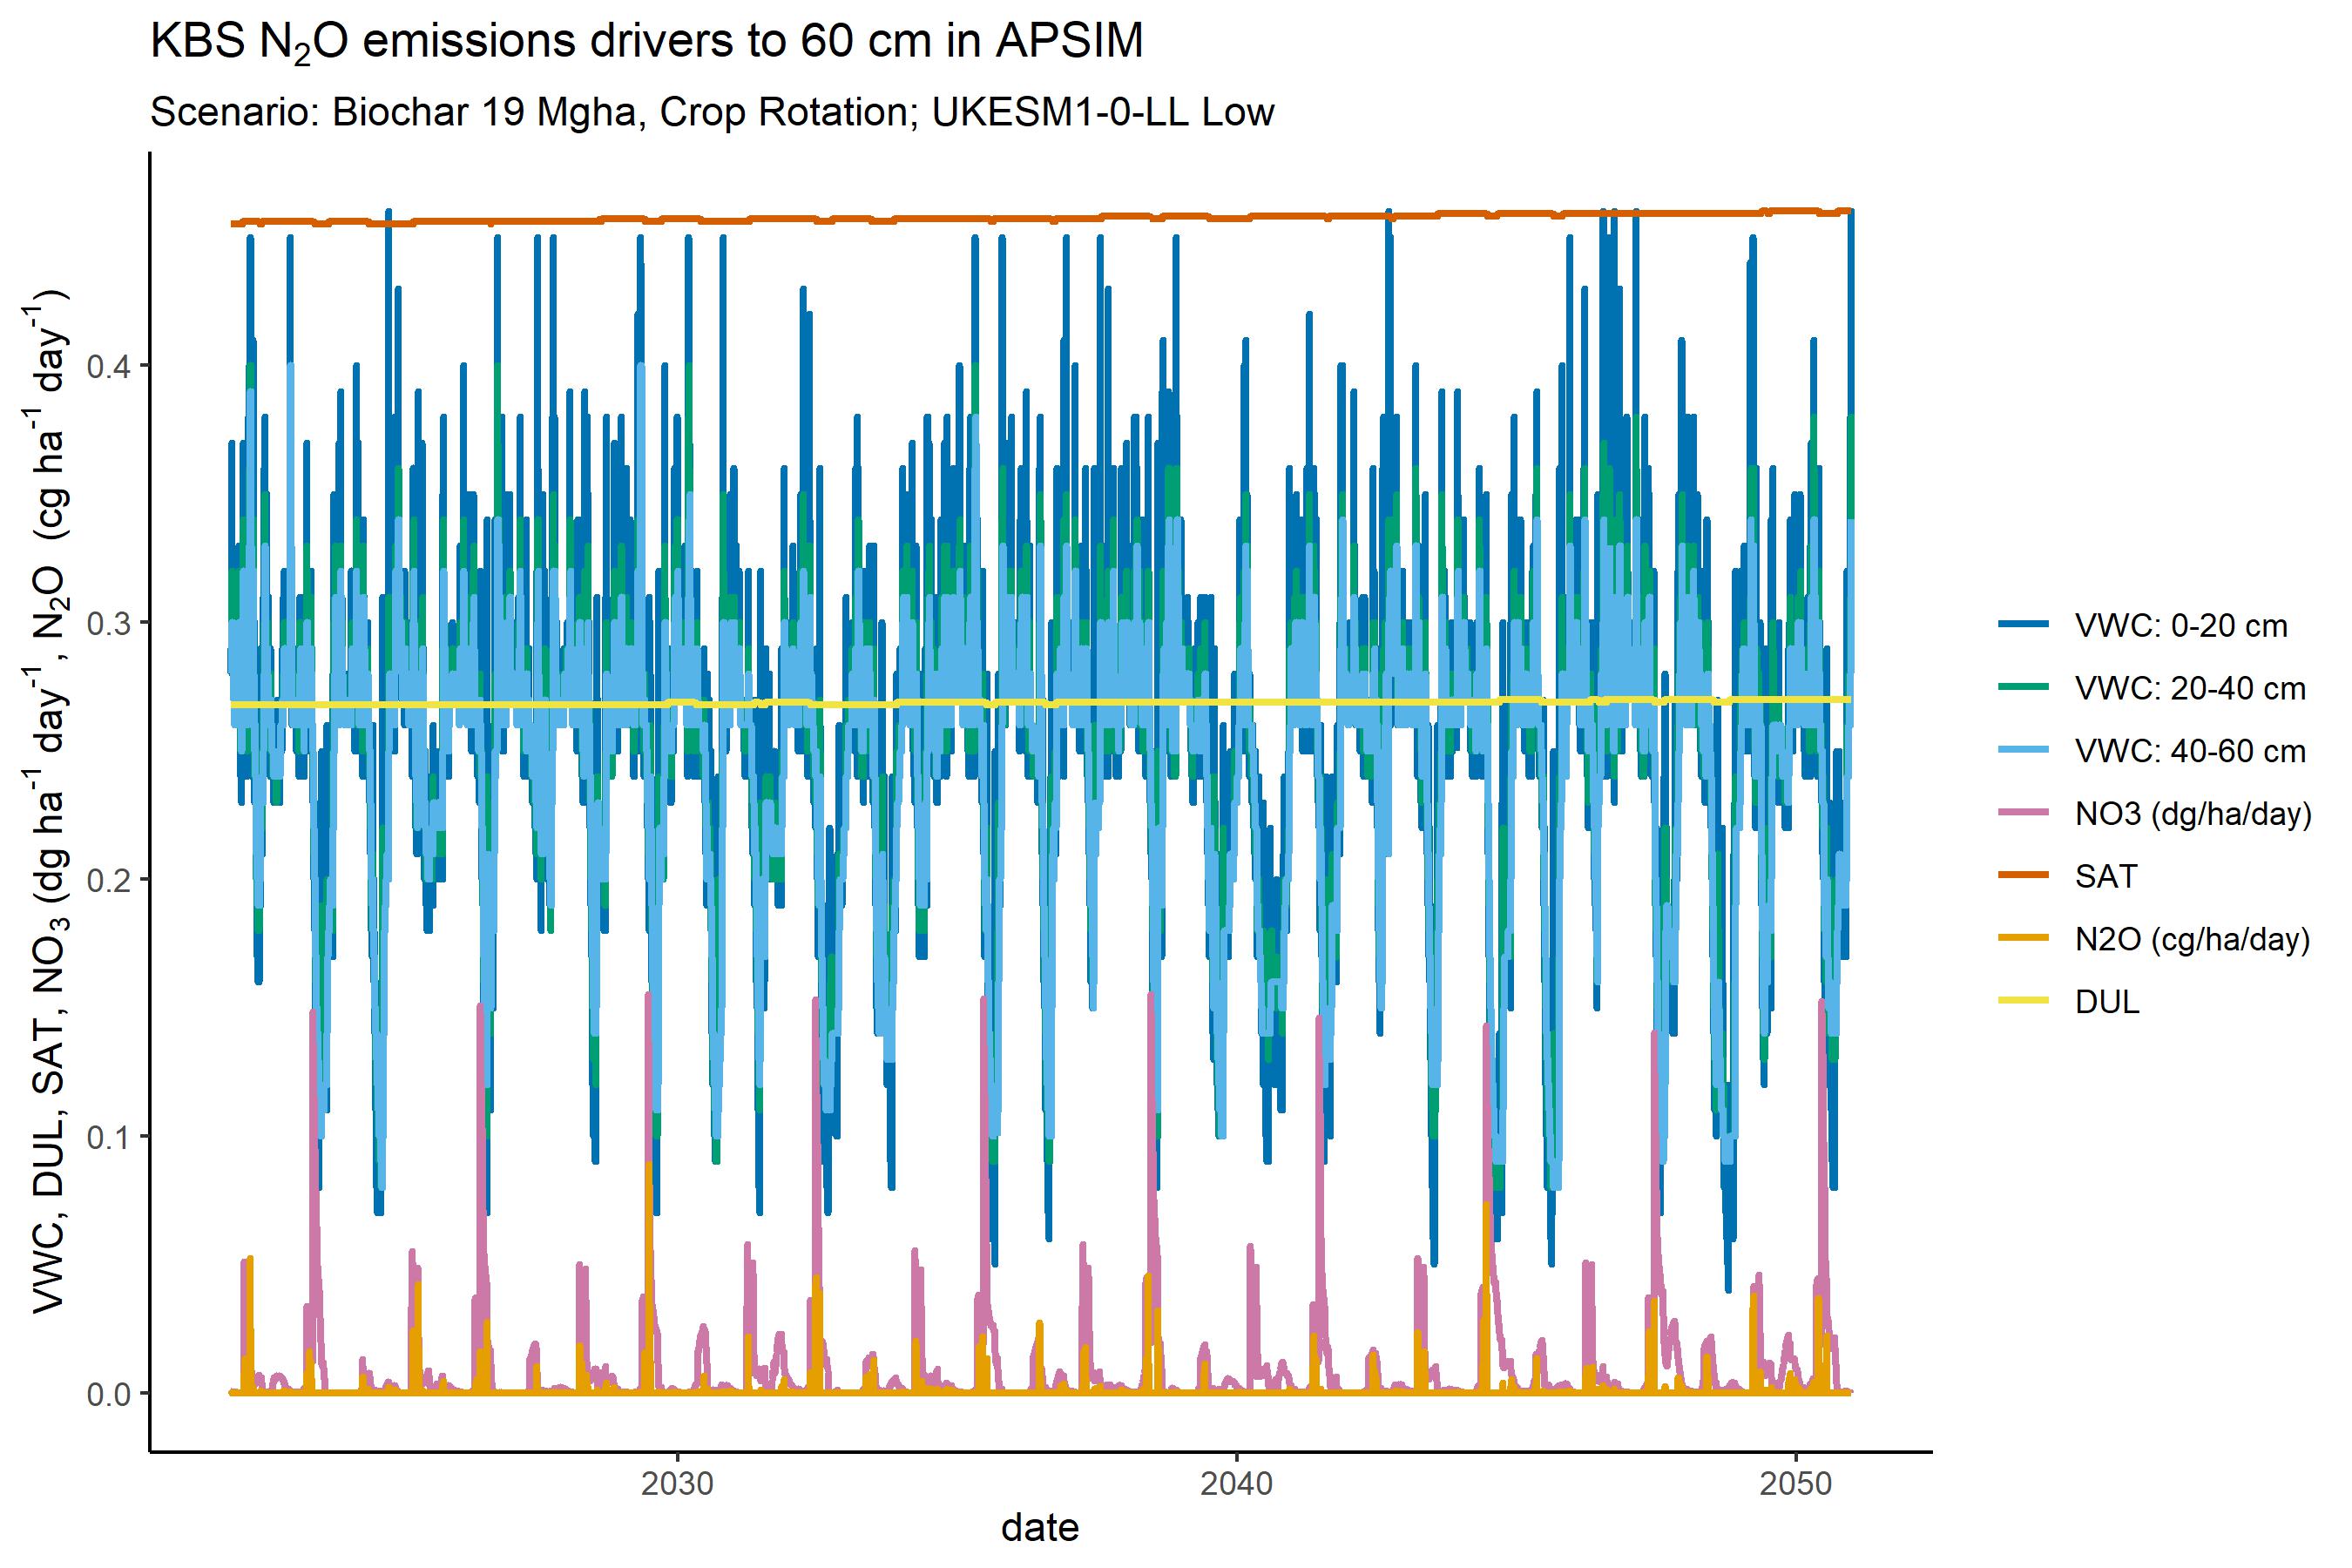 KBS N₂O emissions drivers to 60 cm in APSIM
Scenario: Biochar 19 Mgha, Crop Rotation; UKESM1-0-LL Low
VWC, DUL, SAT, NO₃ (dg ha⁻¹ day⁻¹, N₂O (cg ha⁻¹ day⁻¹)
0.4
0.3
0.2
0.1
0.0
2030 2040 2050
date
VWC: 0-20 cm
VWC: 20-40 cm
VWC: 40-60 cm
NO3 (dg/ha/day)
SAT
N2O (cg/ha/day)
DUL